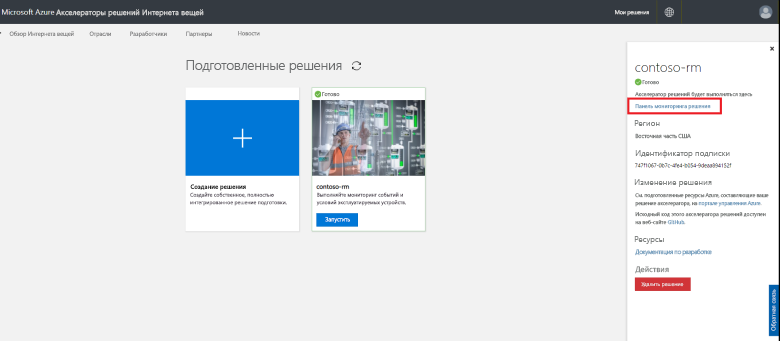 Microsoft Azure Акселераторы решений Интернета вещей
Мои решения
Обзор Интернета вещей
Отрасли
Разработчики
Партнеры
Новости
Подготовленные решения
Готово
Создание решения
Создайте собственное, полностью
интегрированное решение подготовки.
contoso-rm
Выполняйте мониторинг событий и
условий эксплуатируемых устройств.
Запустить
contoso-rm
Готово
Акселератор решений будет выполняться здесь
Панель мониторинга решения
Регион
Восточная часть США
Идентификатор подписки
747f1067-0b7c-4fe4-b054-9deaa894152f
Изменение решения
См. подготовленные ресурсы Azure, составляющие ваше
решение акселератор, на портале управления Azure.
Исходный код этого акселератора решений доступен
на веб-сайте GitHub.
Ресурсы
Документация по разработке
Действия
Удалить решение
Обратная связь